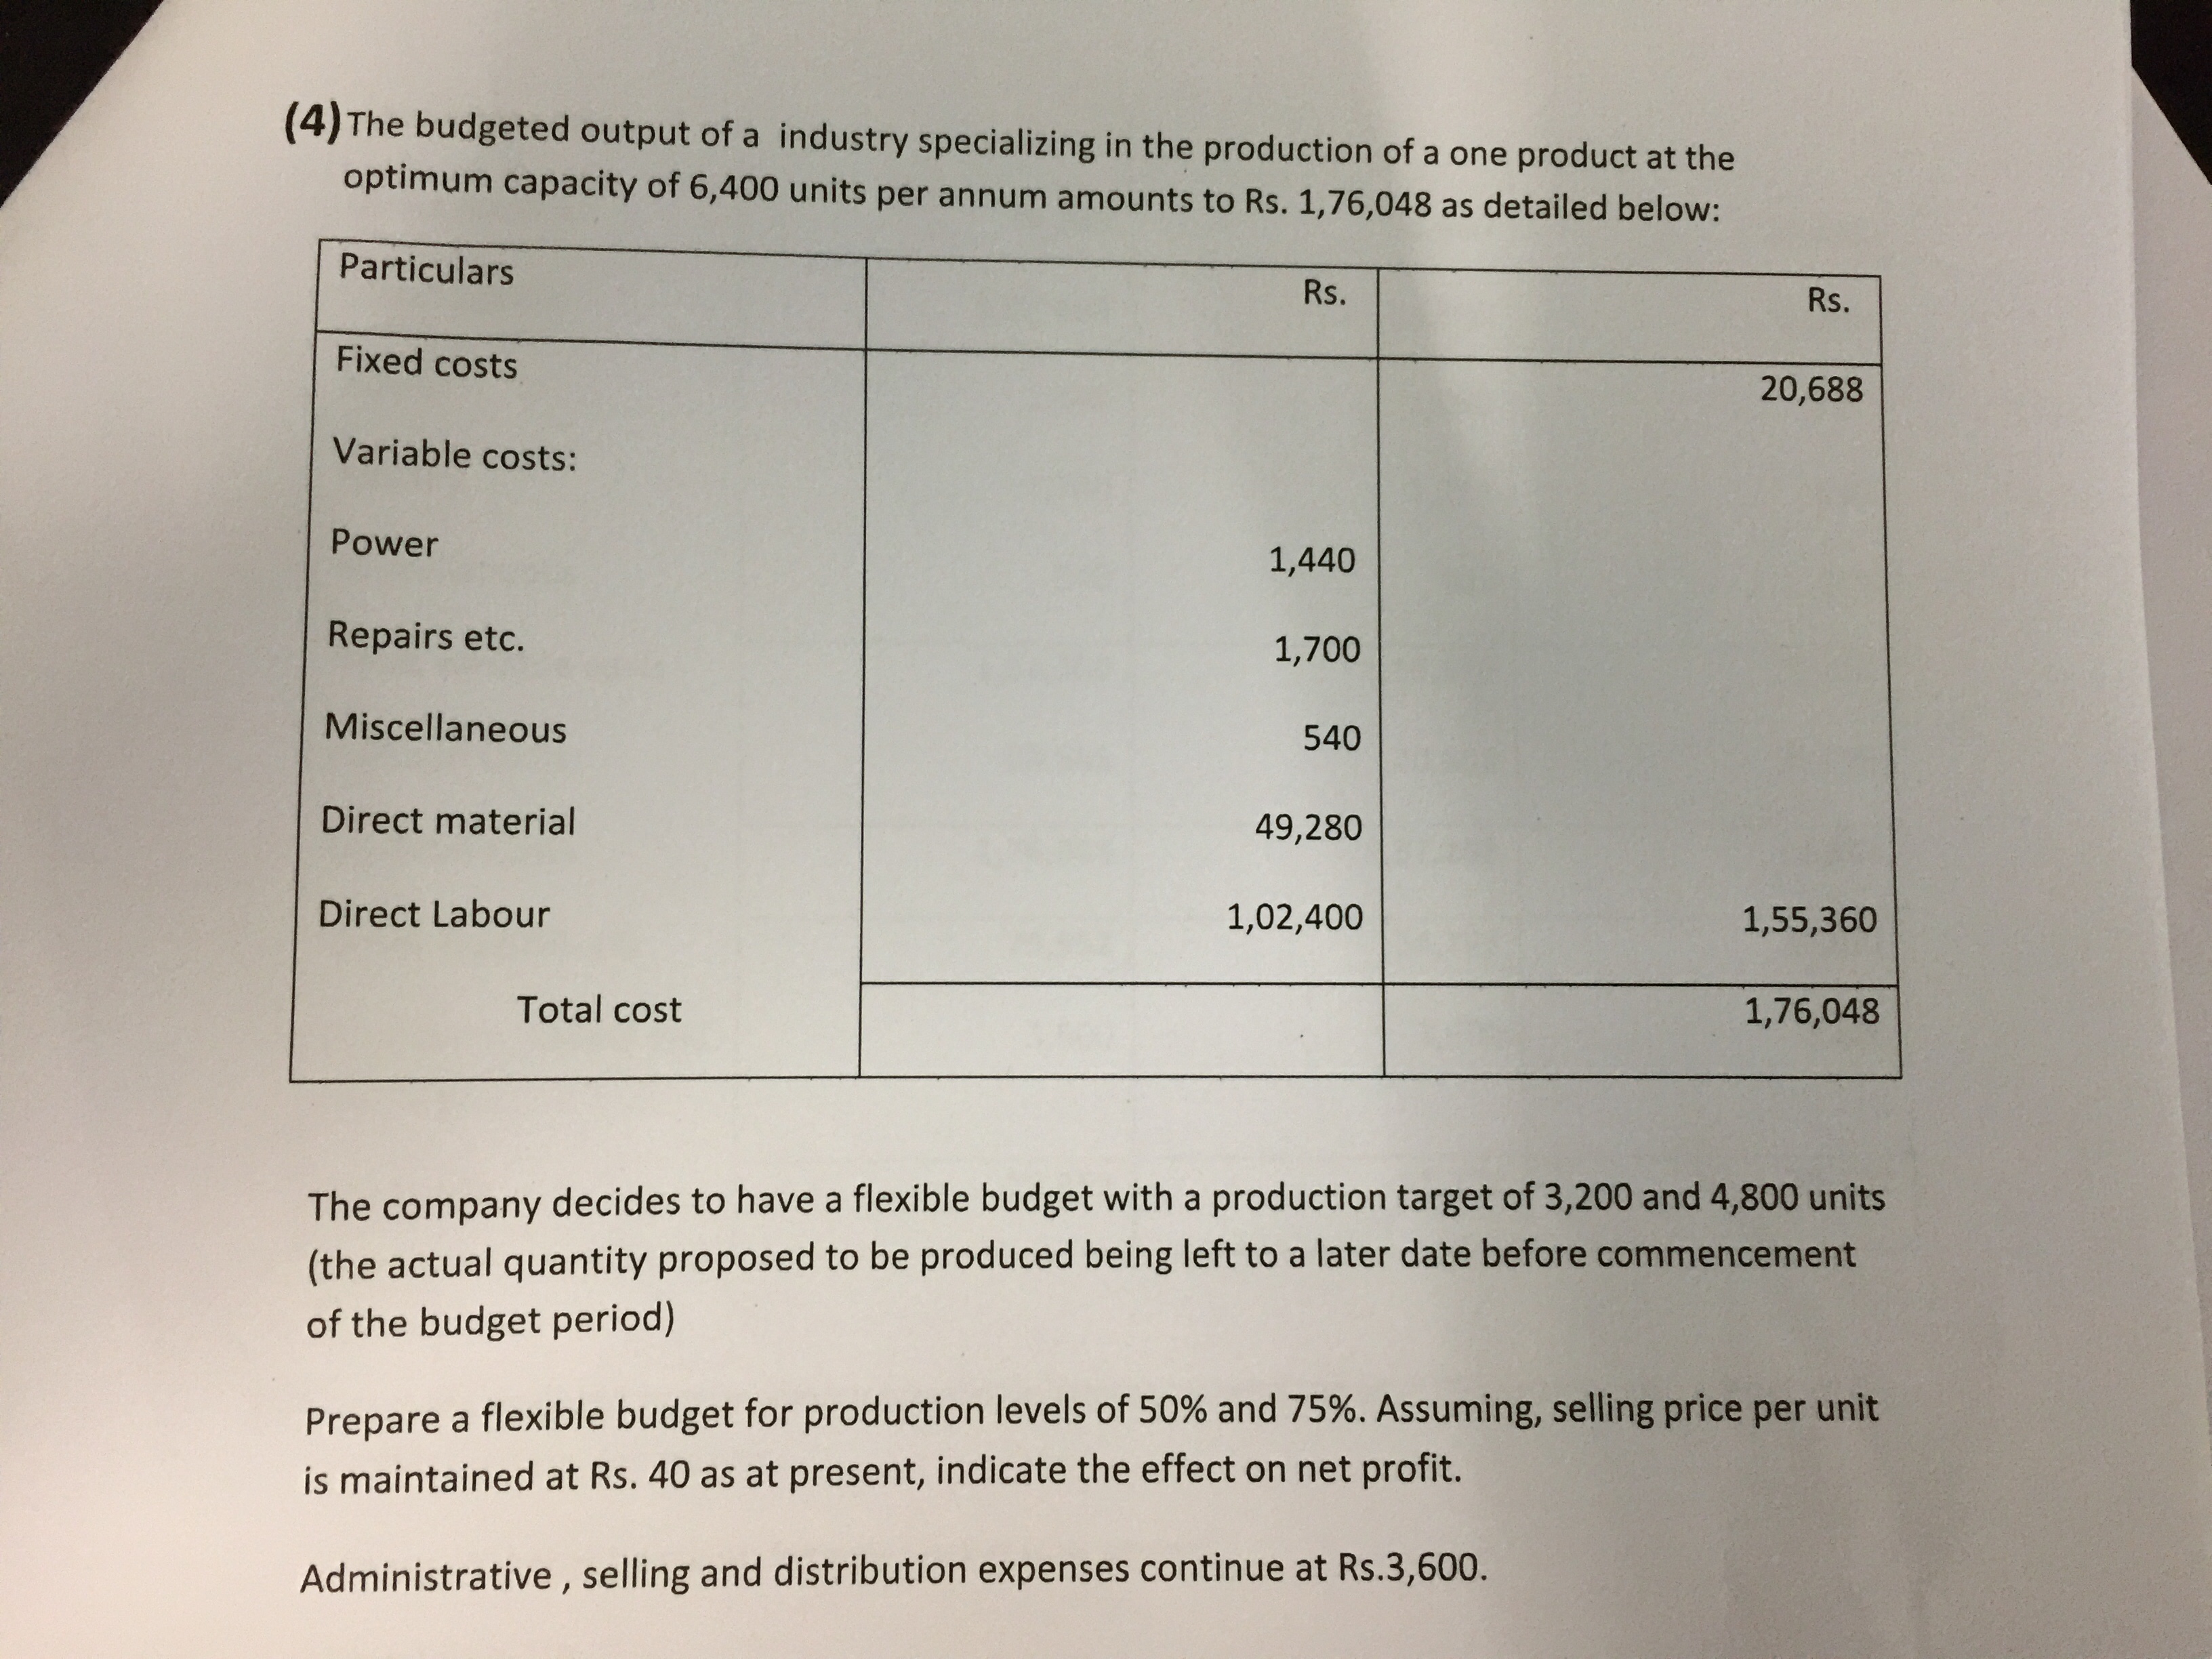 (4) The budgeted output of a industry specializing in the production of a one product at the
optimum capacity of 6,400 units per annum amounts to Rs. 1,76,048 as detailed below:
Particulars Rs. Rs.
Fixed costs 20,688
Variable costs:
Power 1,440
Repairs etc. 1,700
Miscellaneous 540
Direct material 49,280
Direct Labour 1,02,400 1,55,360
Total cost 1,76,048
The company decides to have a flexible budget with a production target of 3,200 and 4,800 units
(the actual quantity proposed to be produced being left to a later date before commencement
of the budget period)
Prepare a flexible budget for production levels of 50% and 75%. Assuming, selling price per unit
is maintained at Rs. 40 as at present, indicate the effect on net profit.
Administrative , selling and distribution expenses continue at Rs.3,600.